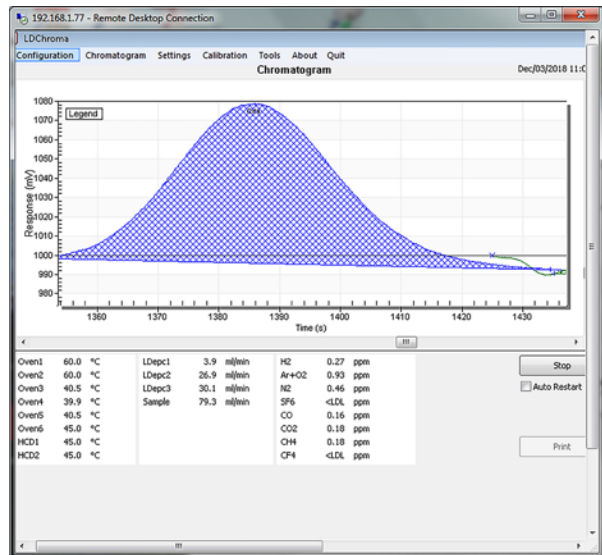 192.168.1.77 - Remote Desktop Connection
LDChroma
Configuration Chromatogram Settings Calibration Tools About Quit
Chromatogram Dec/03/2018 11:0
1080
Legend
1070
1060
1050
1040
1030
1020
1010
1000
990
980
Response (mV)
1360 1370 1380 1390 1400 1410 1420 1430
Time (s)
Oven1 60.0 °C LDepc1 3.9 ml/min H2 0.27 ppm Stop
Oven2 60.0 °C LDepc2 26.9 ml/min Ar+O2 0.93 ppm
Oven3 40.5 °C LDepc3 30.1 ml/min N2 0.46 ppm Auto Restart
Oven4 39.9 °C Sample 79.3 ml/min SF6 <LDL ppm
Oven5 40.5 °C CO 0.16 ppm
Oven6 45.0 °C CO2 0.18 ppm
HCD1 45.0 °C CH4 0.18 ppm Print
HCD2 45.0 °C CF4 <LDL ppm